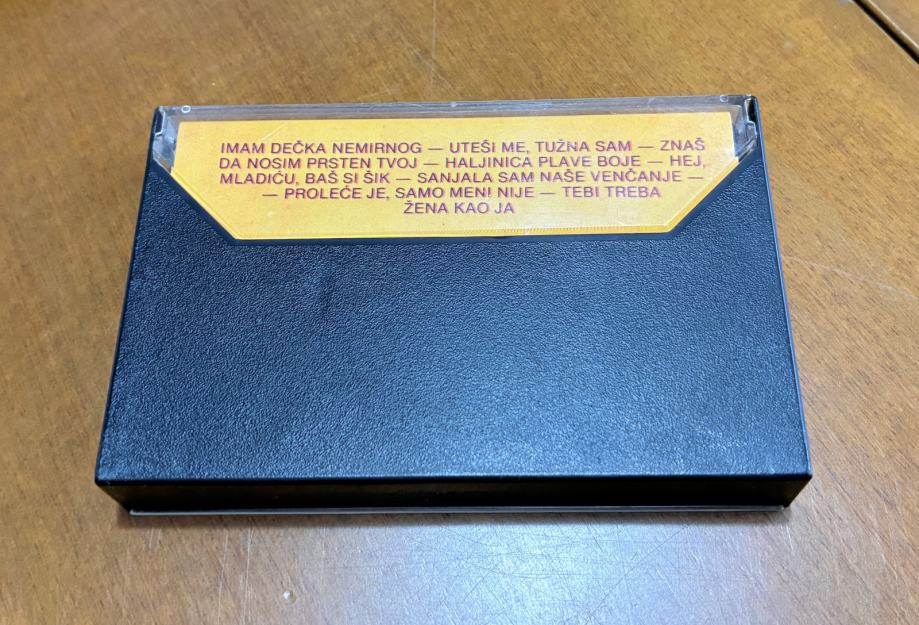 IMAM DEČKA NEMIRNOG — UTEŠI ME, TUŽNA SAM — ZNAŠ
DA NOSIM PRSTEN TVOJ — HALJINICA PLAVE BOJE — HEJ,
MLADIĆU, BAŠ SI ŠIK — SANJALA SAM NAŠE VENČANJE —
— PROLEĆE JE, SAMO MENI NIJE — TEBI TREBA
ŽENA KAO JA